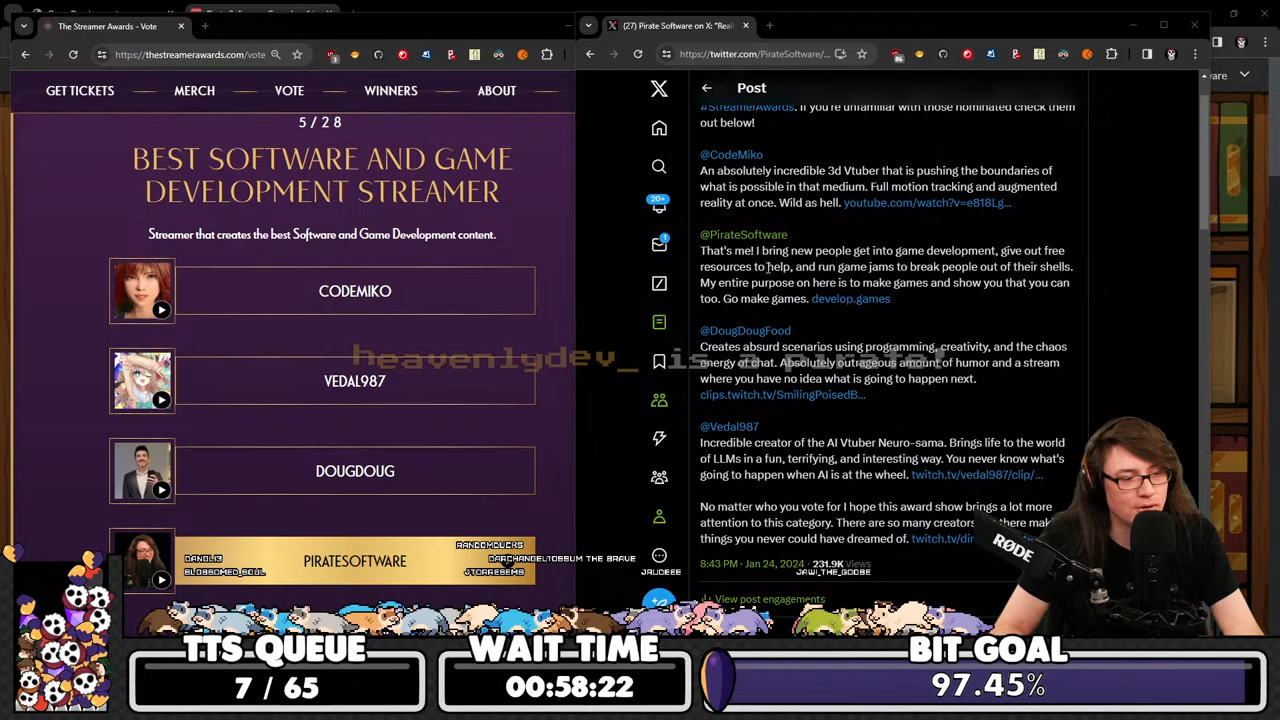 The Streamer Awards - Vote
thestreamerawards.com/vote
GET TICKETS
MERCH
VOTE
WINNERS
ABOUT
5/28
BEST SOFTWARE AND GAME
DEVELOPMENT STREAMER
Streamer that creates the best Software and Game Development content.
CODEMIKO
VEDAL987
DOUGDOUG
PIRATESOFTWARE
DANOL13
BLOSSOMED_SOUL
RANDOMDUCKS
JTORRESEMS
(27) Pirate Software on X: "Real
twitter.com/PirateSoftware/...
86
Post
20+
1
#StreamerAwards. If you're unfamiliar with those nominated check them
out below!
@CodeMiko
An absolutely incredible 3d Vtuber that is pushing the boundaries of
what is possible in that medium. Full motion tracking and augmented
reality at once. Wild as hell. youtube.com/watch?v=e818Lg...
@PirateSoftware
That's me! I bring new people get into game development, give out free
resources to help, and run game jams to break people out of their shells.
My entire purpose on here is to make games and show you that you can
too. Go make games. develop.games
@DougDougFood
Creates absurd scenarios using programming, creativity, and the chaos
energy of that. Absolutely outrageous amount of humor and a stream
where you have no idea what is going to happen next.
clips.twitch.tv/SmilingPoisedB...
heavenlydev_ is a pirate!
@Vedal987
Incredible creator of the AI Vtuber Neuro-sama. Brings life to the world
of LLMs in a fun, terrifying, and interesting way. You never know what's
going to happen when AI is at the wheel. twitch.tv/vedal987/clip/...
No matter who you vote for I hope this award show brings a lot more
attention to this category. There are so many creators
things you never could have dreamed of.
8:43 PM · Jan 24, 2024 · 231.9K Views
JAUDEEE
JAWJ_THE_GOOSE
View post engagements
RØDE
TTS QUEUE
7 / 65
WAIT TIME
00:58:22
BIT GOAL
97.45%